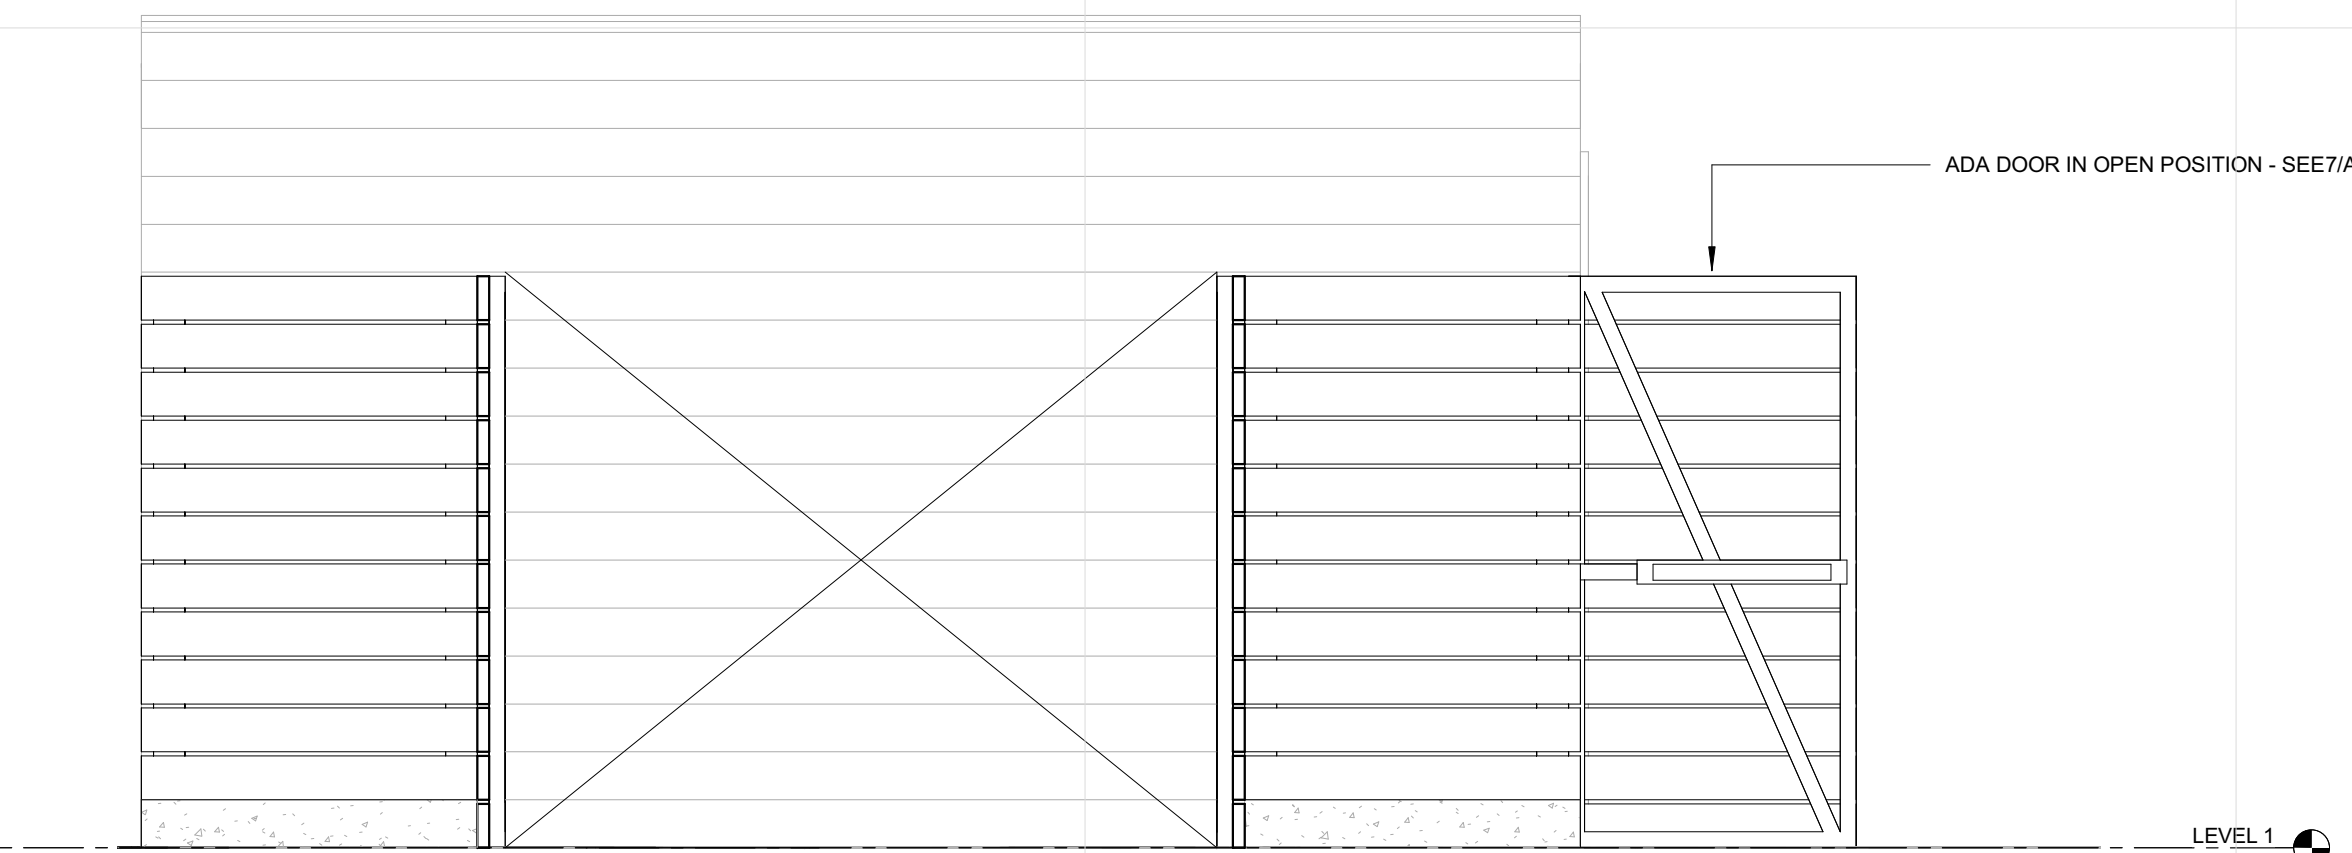 ADA DOOR IN OPEN POSITION - SEE7/A
LEVEL 1